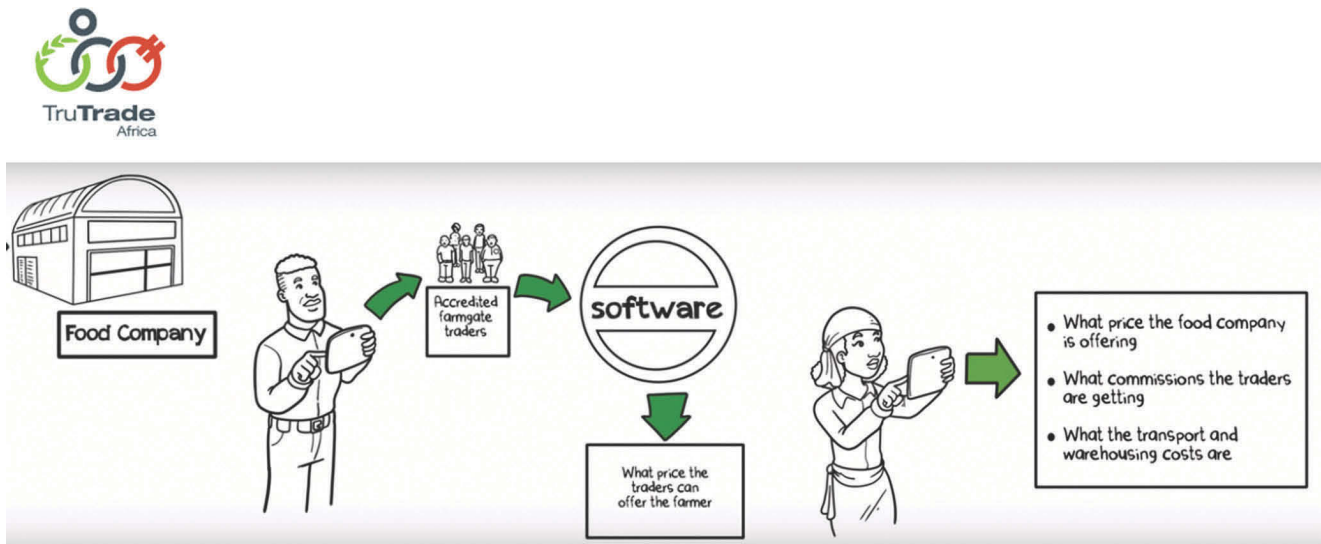 TruTrade
Africa
Food Company
Accredited
farmgate
traders
software
What price the
traders can
offer the farmer
• What price the food company
is offering
• What commissions the traders
are getting
• What the transport and
warehousing costs are